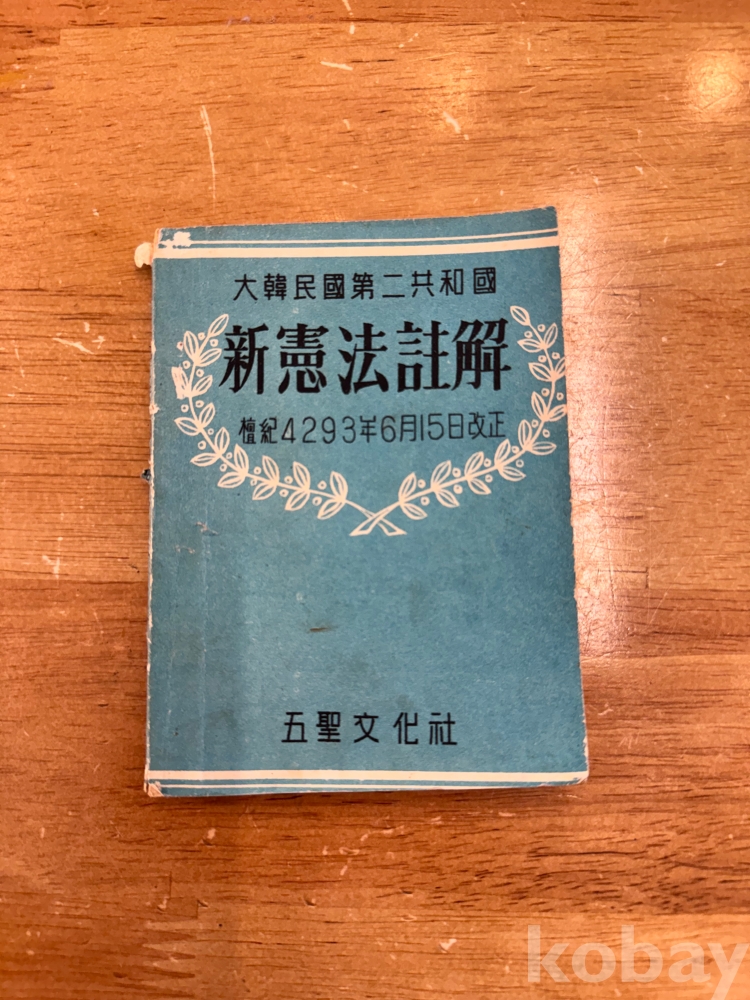 大韓民國第二共和國
新憲法註解
檀紀4293年6月15日改正
五聖文化社
kobay